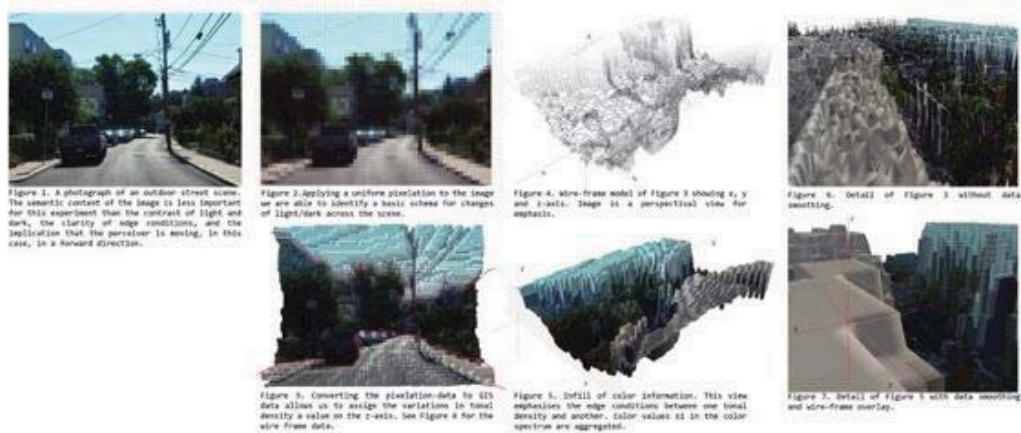 Figure 1. A photograph of an outdoor street scene.
The semantic content of the image is less important
for this experiment than the contrast of light and
dark, the clarity of edge conditions, and the
implication that the perceiver is moving, in this
case, in a forward direction.
Figure 2. Applying a uniform pixelation to the image
we are able to identify a basic schema for changes
of light/dark across the scene.
Figure 3. Converting the pixelation-data to GIS
data allows us to assign the variations in tonal
density a value on the z-axis. See Figure 4 for the
wire frame data.
Figure 4. Wire-frame model of Figure 3 showing x, y
and z-axis. Image is a perspectival view for
emphasis.
Figure 5. Infill of color information. This view
emphasises the edge conditions between one tonal
density and another. Color values in the color
spectrum are aggregated.
Figure 6. Detail of Figure 3 without data
smoothing.
Figure 7. Detail of Figure 5 with data smoothing
and wire-frame overlay.